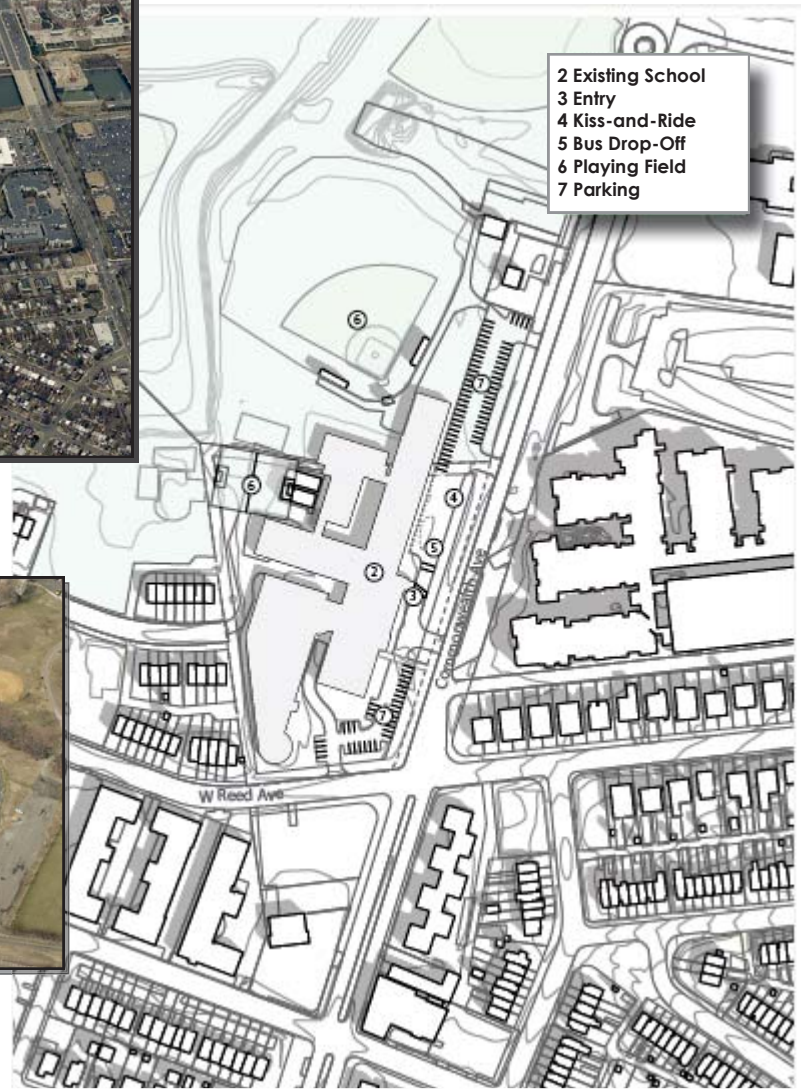 2 Existing School
3 Entry
4 Kiss-and-Ride
5 Bus Drop-Off
6 Playing Field
7 Parking
6
7
6
4
5
2
3
Commonwealth Ave
7
W Reed Ave